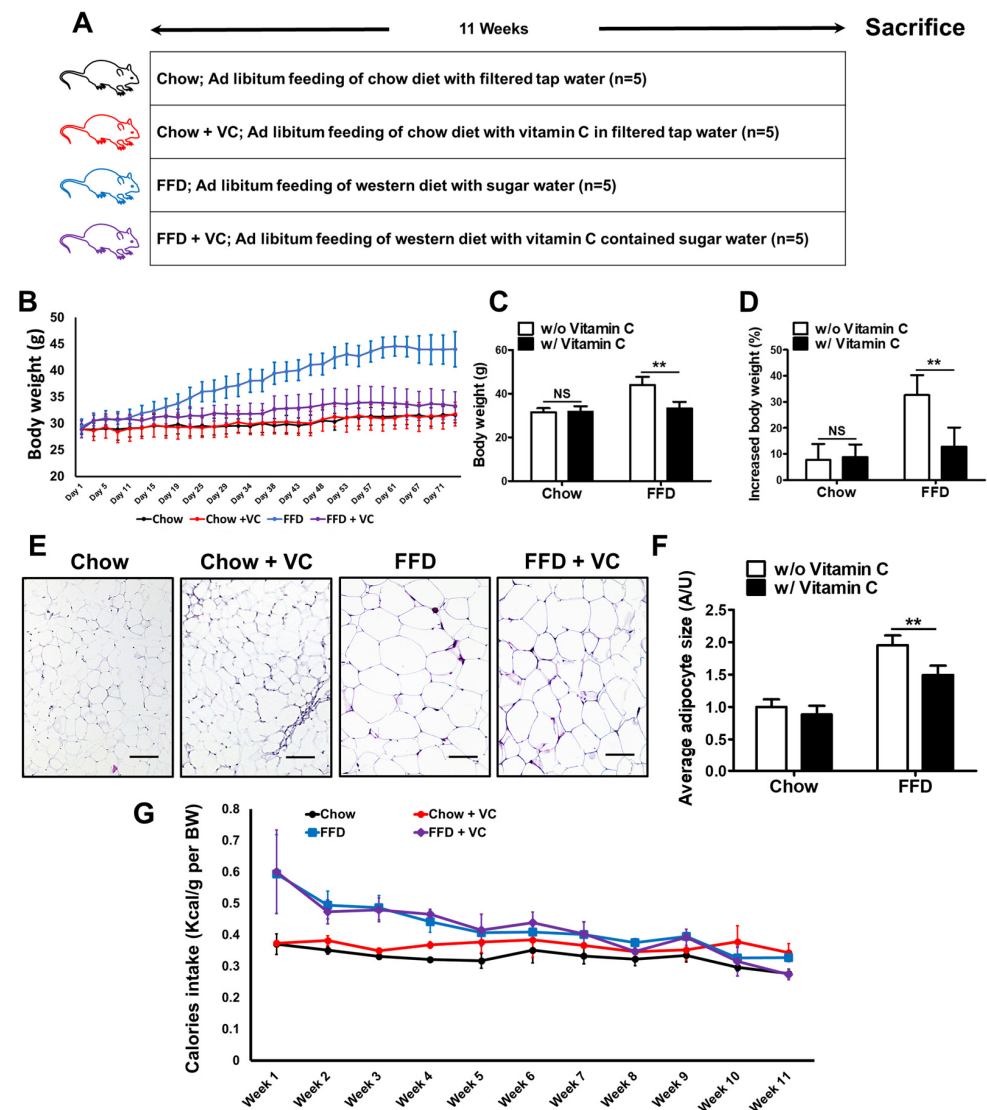 A
11 Weeks
Sacrifice
Chow; Ad libitum feeding of chow diet with filtered tap water (n=5)
Chow + VC; Ad libitum feeding of chow diet with vitamin C in filtered tap water (n=5)
FFD; Ad libitum feeding of western diet with sugar water (n=5)
FFD + VC; Ad libitum feeding of western diet with vitamin C contained sugar water (n=5)
B
Body weight (g)
50
45
40
35
30
25
20
Day 1
Day 5
Day 11
Day 15
Day 19
Day 25
Day 29
Day 34
Day 38
Day 43
Day 48
Day 53
Day 57
Day 61
Day 67
Day 71
Chow
Chow +VC
FFD
FFD + VC
C
w/o Vitamin C
w/ Vitamin C
Body weight (g)
60
40
20
0
NS
**
Chow
FFD
D
w/o Vitamin C
w/ Vitamin C
Increased body weight (%)
50
40
30
20
10
0
NS
**
Chow
FFD
E
Chow
Chow + VC
FFD
FFD + VC
F
w/o Vitamin C
w/ Vitamin C
Average adipocyte size (A/U)
2.5
2.0
1.5
1.0
0.5
0.0
**
Chow
FFD
G
Chow
Chow + VC
FFD
FFD + VC
Calories intake (Kcal/g per BW)
0.8
0.7
0.6
0.5
0.4
0.3
0.2
0.1
0
Week 1
Week 2
Week 3
Week 4
Week 5
Week 6
Week 7
Week 8
Week 9
Week 10
Week 11